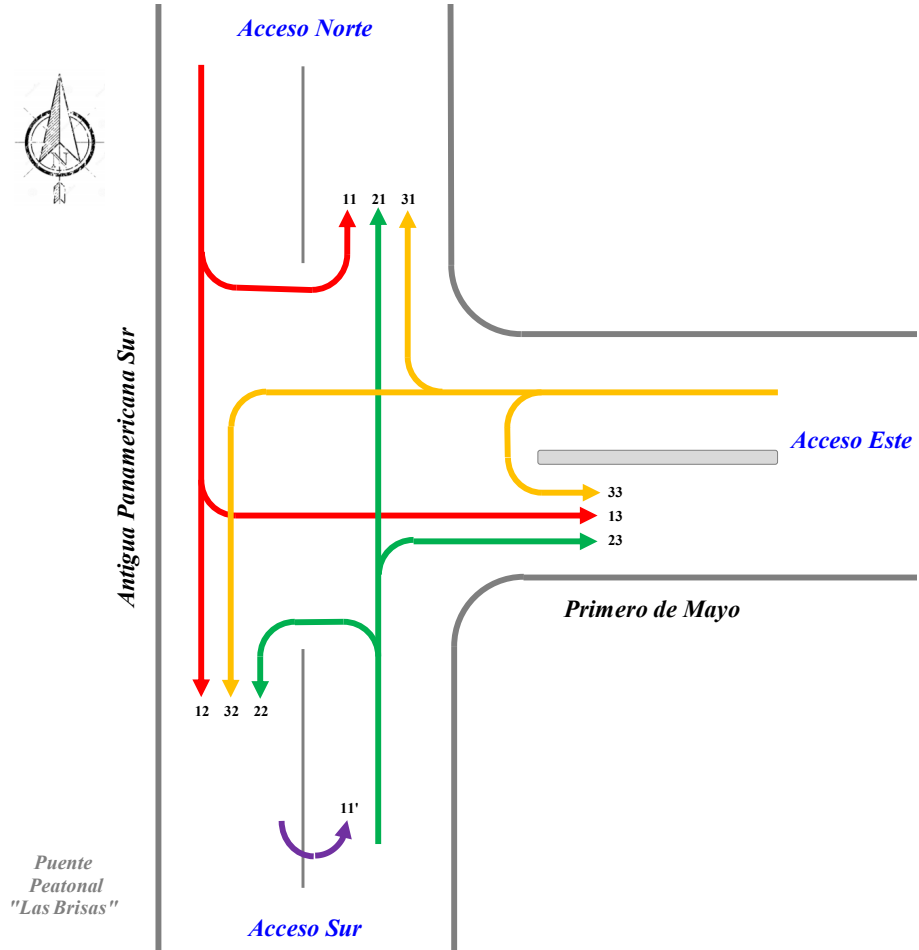 Acceso Norte
N
11 21 31
Antigua Panamericana Sur
Acceso Este
33
13
23
Primero de Mayo
12 32 22
11'
Puente
Peatonal
"Las Brisas"
Acceso Sur